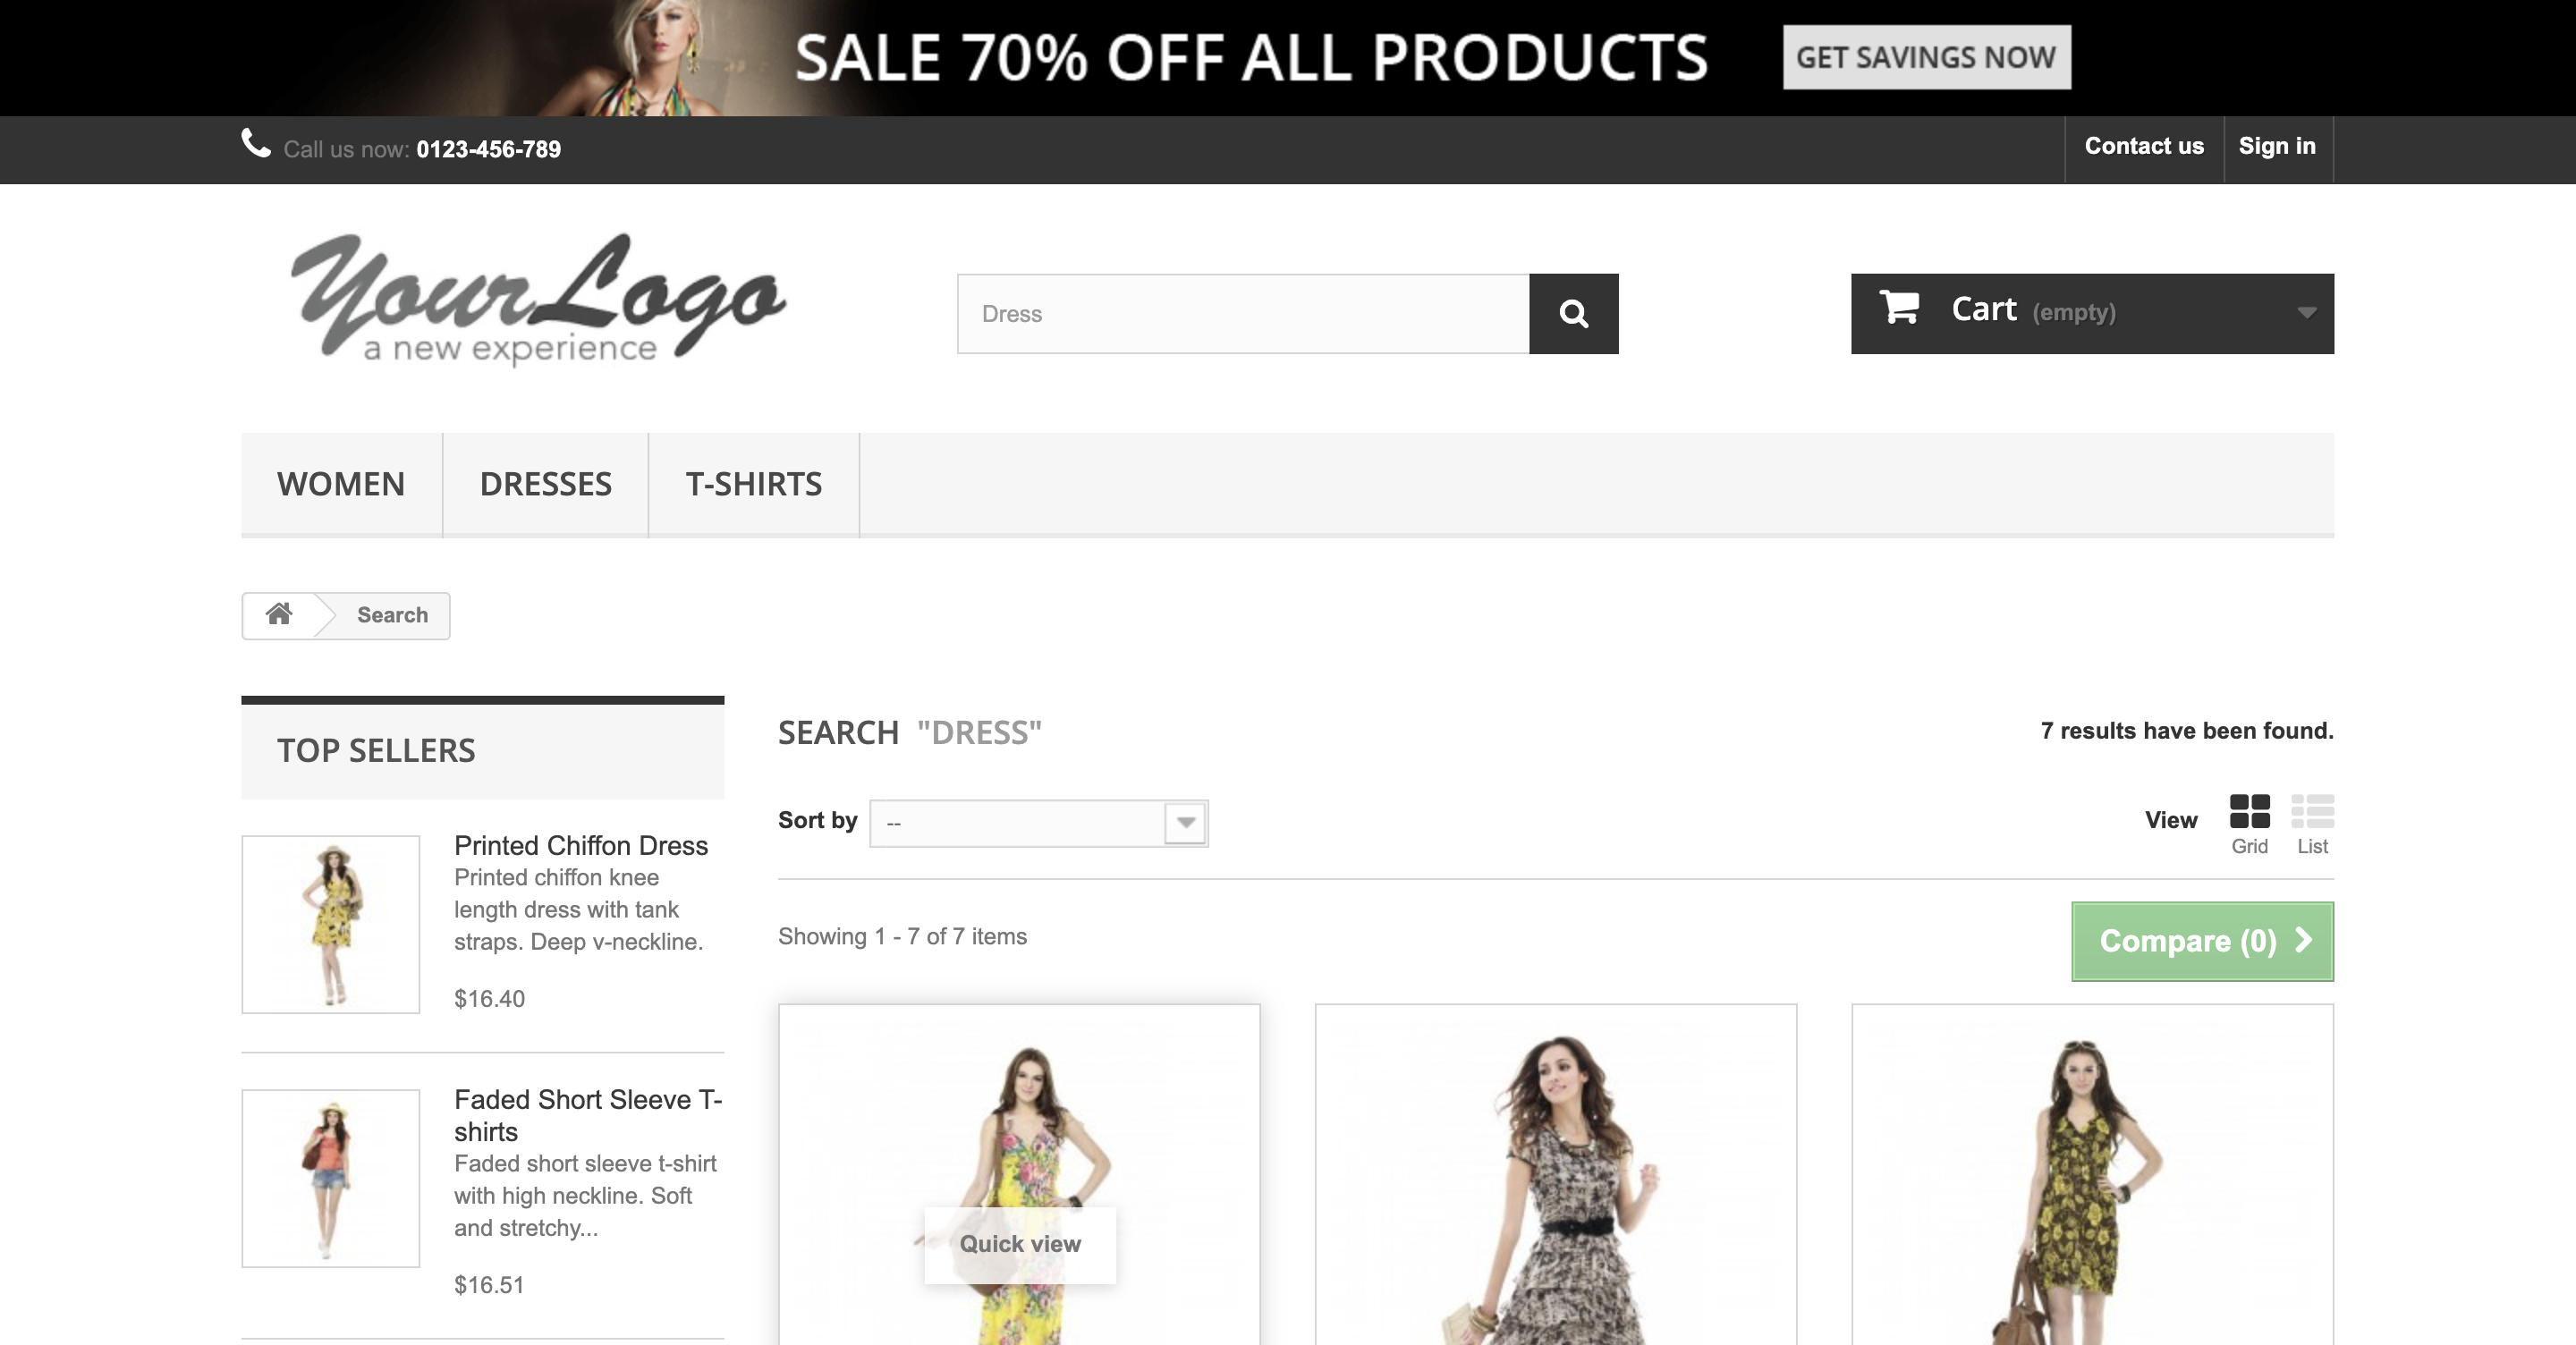 SALE 70% OFF ALL PRODUCTS GET SAVINGS NOW
Call us now: 0123-456-789 Contact us Sign in
YourLogo
a new experience
Dress
Cart (empty)
WOMEN DRESSES T-SHIRTS
Search
TOP SELLERS
Printed Chiffon Dress
Printed chiffon knee
length dress with tank
straps. Deep v-neckline.
$16.40
Faded Short Sleeve T-
shirts
Faded short sleeve t-shirt
with high neckline. Soft
and stretchy...
$16.51
SEARCH "DRESS"
7 results have been found.
Sort by --
View
Grid List
Showing 1 - 7 of 7 items
Compare (0)
Quick view